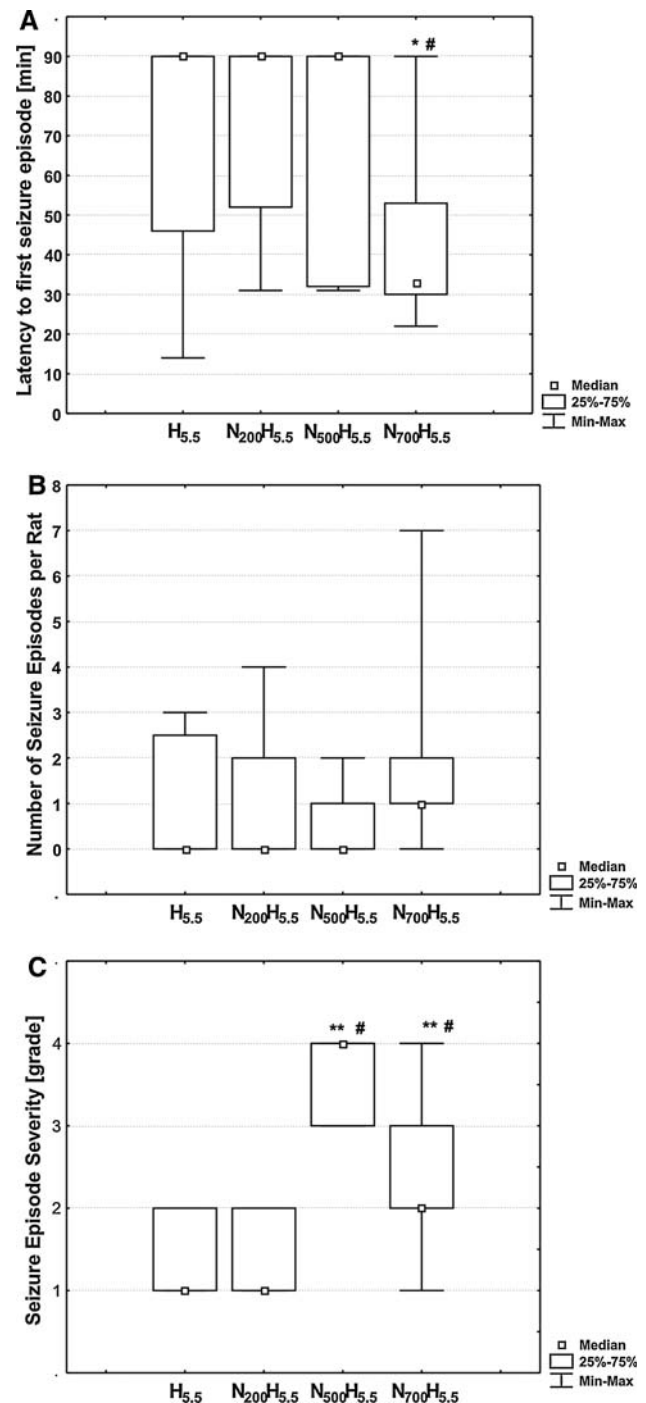 A
Latency to first seizure episode [min]
* #
90
80
70
60
50
40
30
20
10
0
H5.5 N200H5.5 N500H5.5 N700H5.5
Median
25%-75%
Min-Max
B
Number of Seizure Episodes per Rat
8
7
6
5
4
3
2
1
0
H5.5 N200H5.5 N500H5.5 N700H5.5
Median
25%-75%
Min-Max
C
Seizure Episode Severity [grade]
** # ** #
4
3
2
1
H5.5 N200H5.5 N500H5.5 N700H5.5
Median
25%-75%
Min-Max